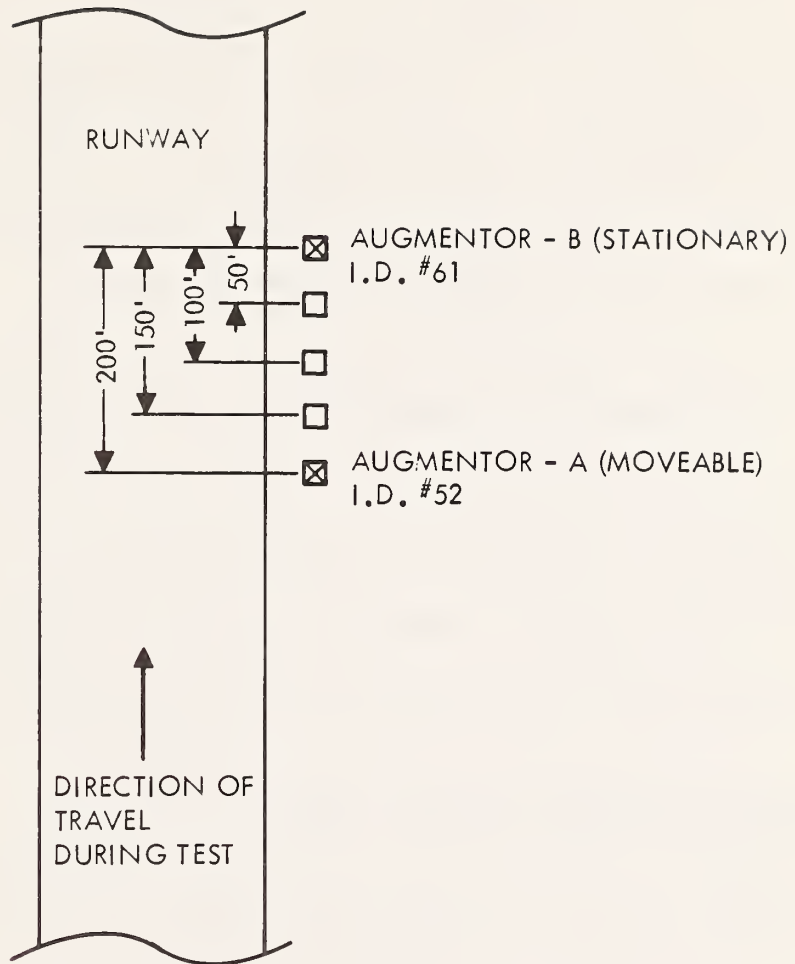 RUNWAY
AUGMENTOR - B (STATIONARY)
I.D. #61
50'
100'
150'
200'
AUGMENTOR - A (MOVEABLE)
I.D. #52
DIRECTION OF
TRAVEL
DURING TEST